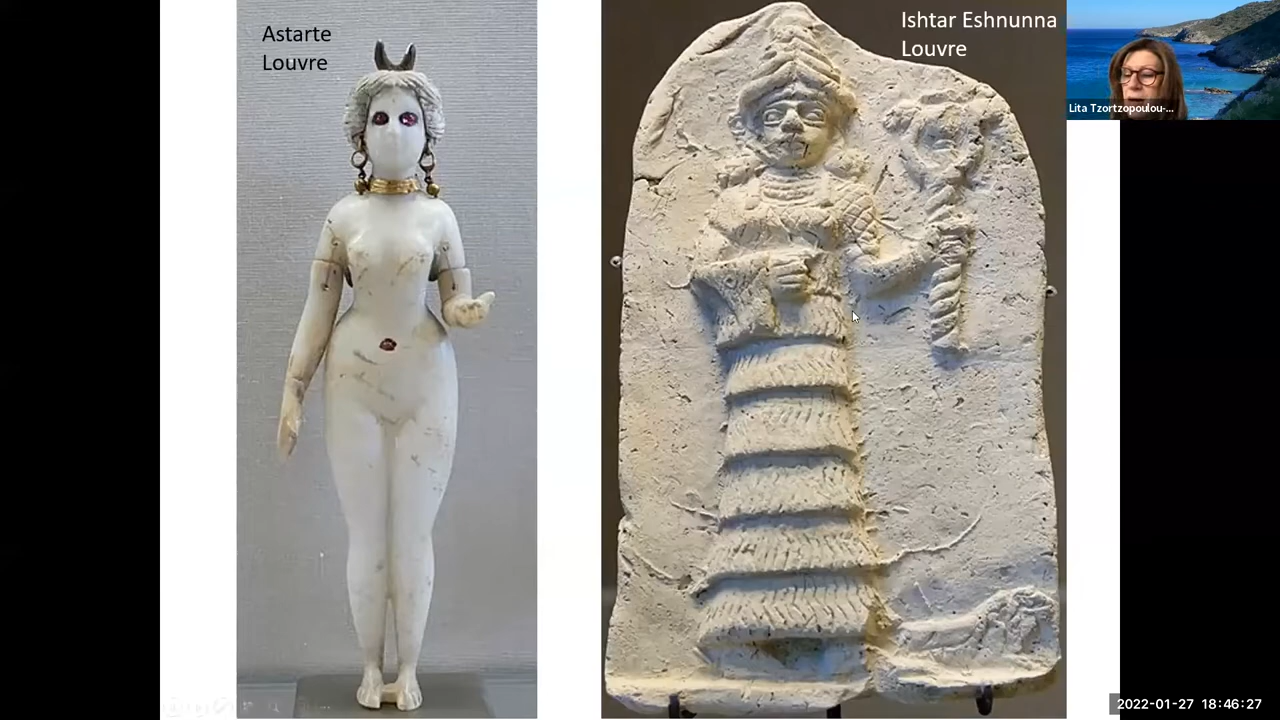 Astarte
Louvre
Ishtar Eshnunna
Louvre
Lita Tzortzopoulou-...
2022-01-27 18:46:27